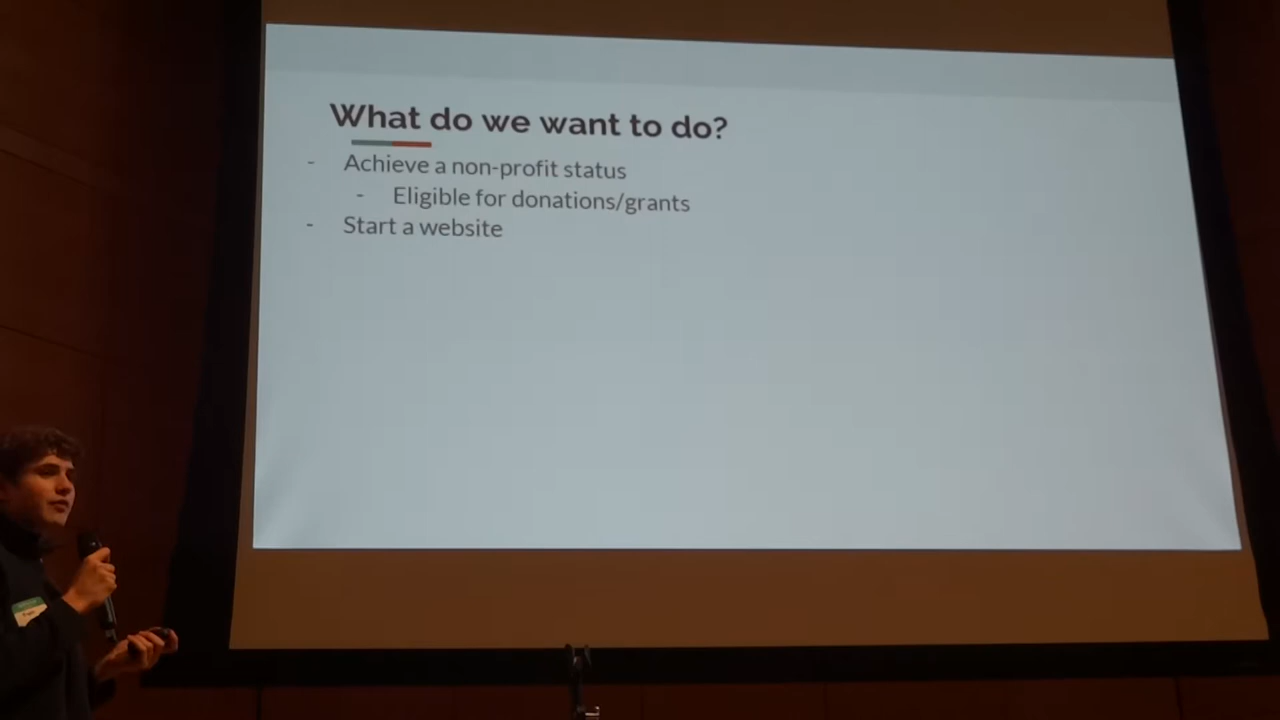 What do we want to do?
- Achieve a non-profit status
- Eligible for donations/grants
- Start a website